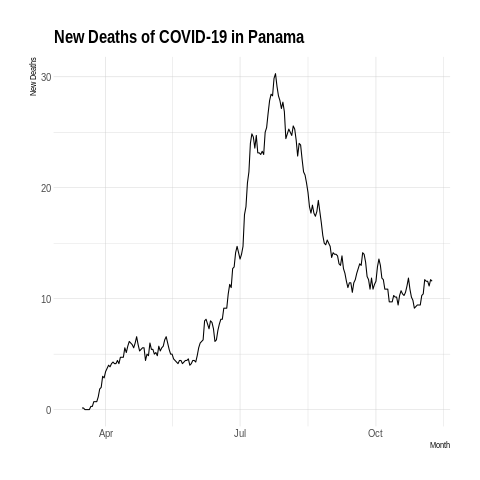 New Deaths of COVID-19 in Panama
New Deaths
30
20
10
0
Apr
Jul
Oct
Month